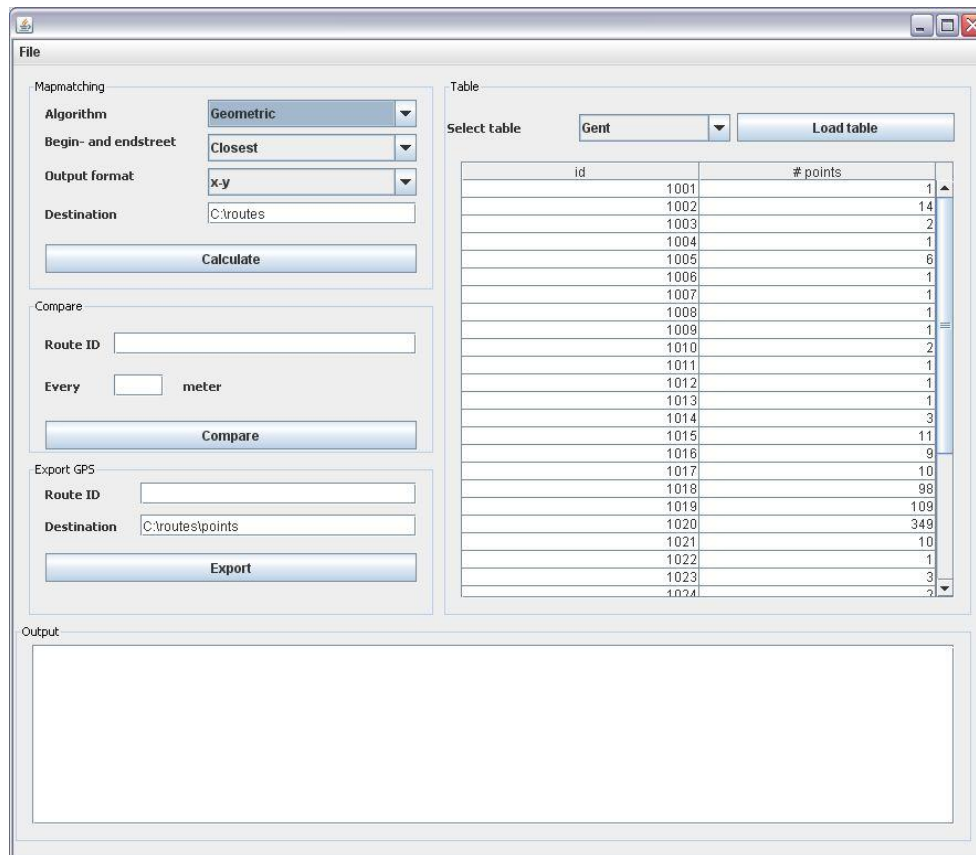 File
Mapmatching
Algorithm Geometric
Begin- and endstreet Closest
Output format x-y
Destination C:\routes
Calculate
Compare
Route ID
Every meter
Compare
Export GPS
Route ID
Destination C:\routes\points
Export
Table
Select table Gent Load table
id # points
1001 1
1002 14
1003 2
1004 1
1005 6
1006 1
1007 1
1008 1
1009 1
1010 2
1011 1
1012 1
1013 1
1014 3
1015 11
1016 9
1017 10
1018 98
1019 109
1020 349
1021 10
1022 1
1023 3
1024 2
Output